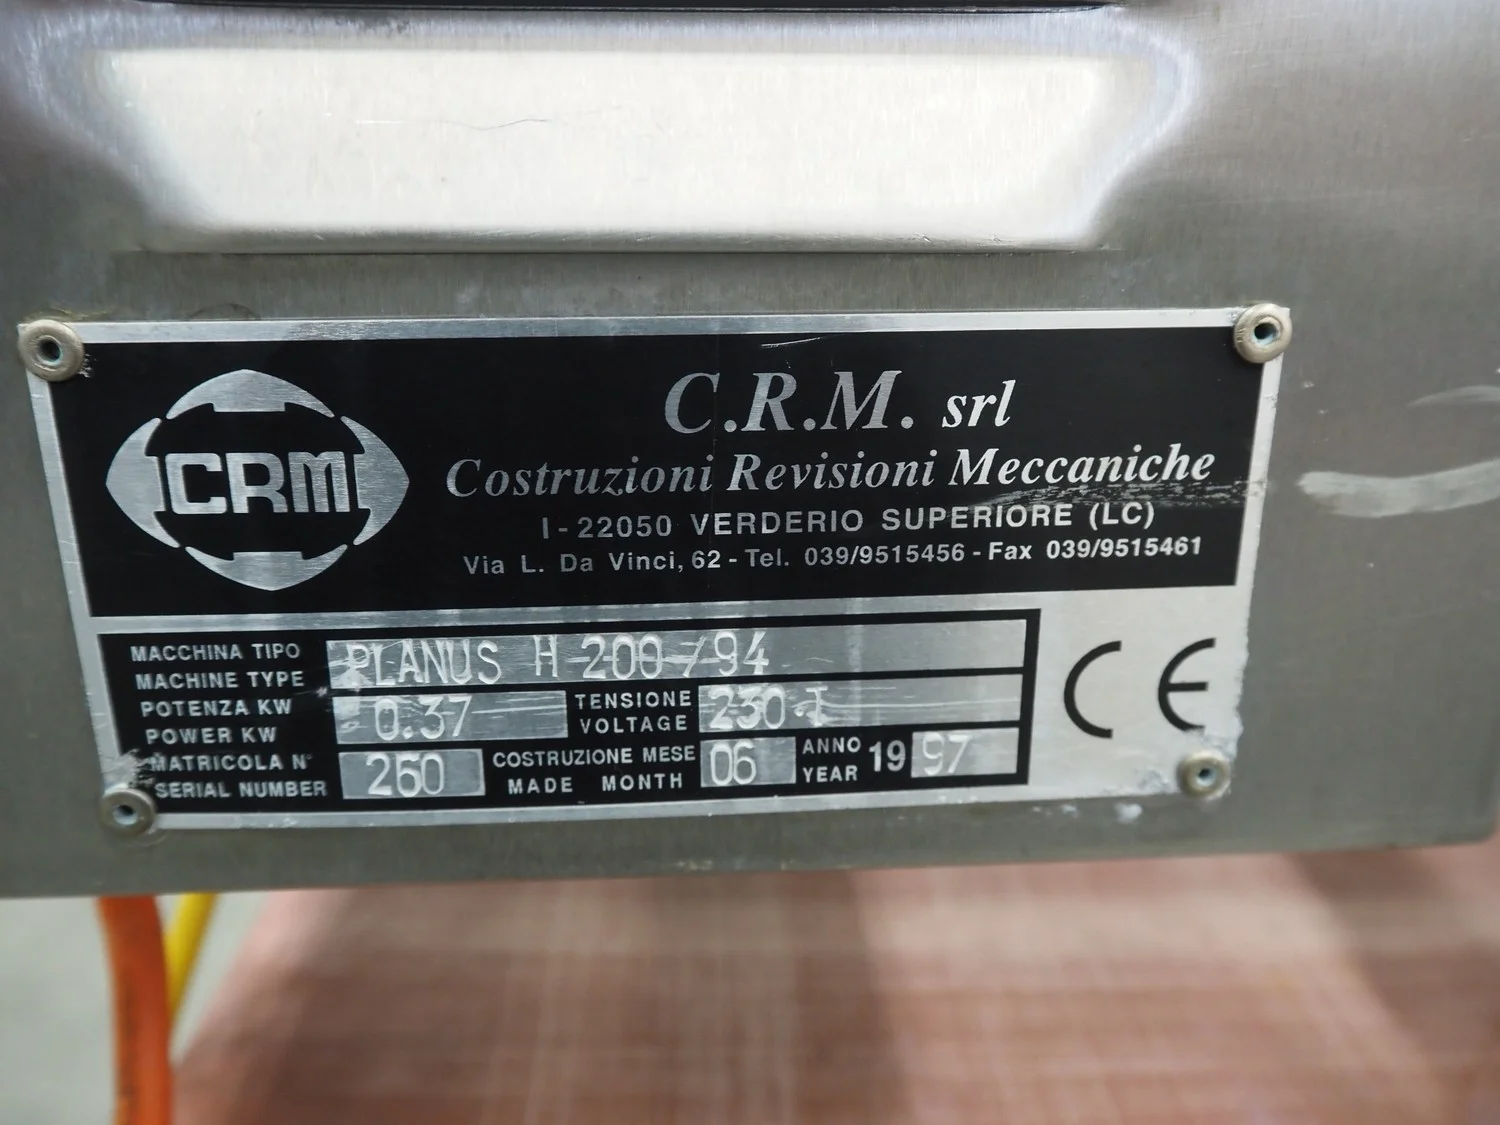 CRM
C.R.M. srl
Costruzioni Revisioni Meccaniche
I-22050 VERDERIO SUPERIORE (LC)
Via L. Da Vinci, 62 - Tel. 039/9515456 - Fax 039/9515461
MACCHINA TIPO
MACHINE TYPE
PLANUS H 200/94
POTENZA KW
POWER KW
0.37
TENSIONE
VOLTAGE
230
MATRICOLA N°
SERIAL NUMBER
260
COSTRUZIONE MESE
MADE MONTH
06
ANNO
YEAR
1997
CE